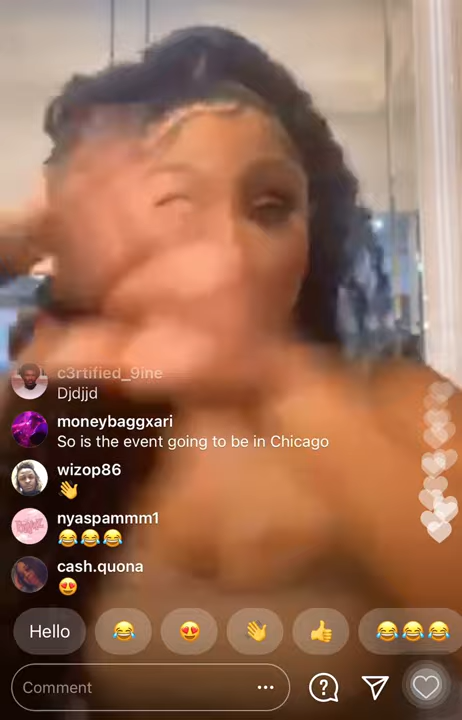 c3rtified_9ine
Djdjjd
moneybaggxari
So is the event going to be in Chicago
wizop86
👋
nyaspammm1
😂😂😂
cash.quona
😍
Hello 😂 😍 👋 👍 😂😂😂
Comment ...